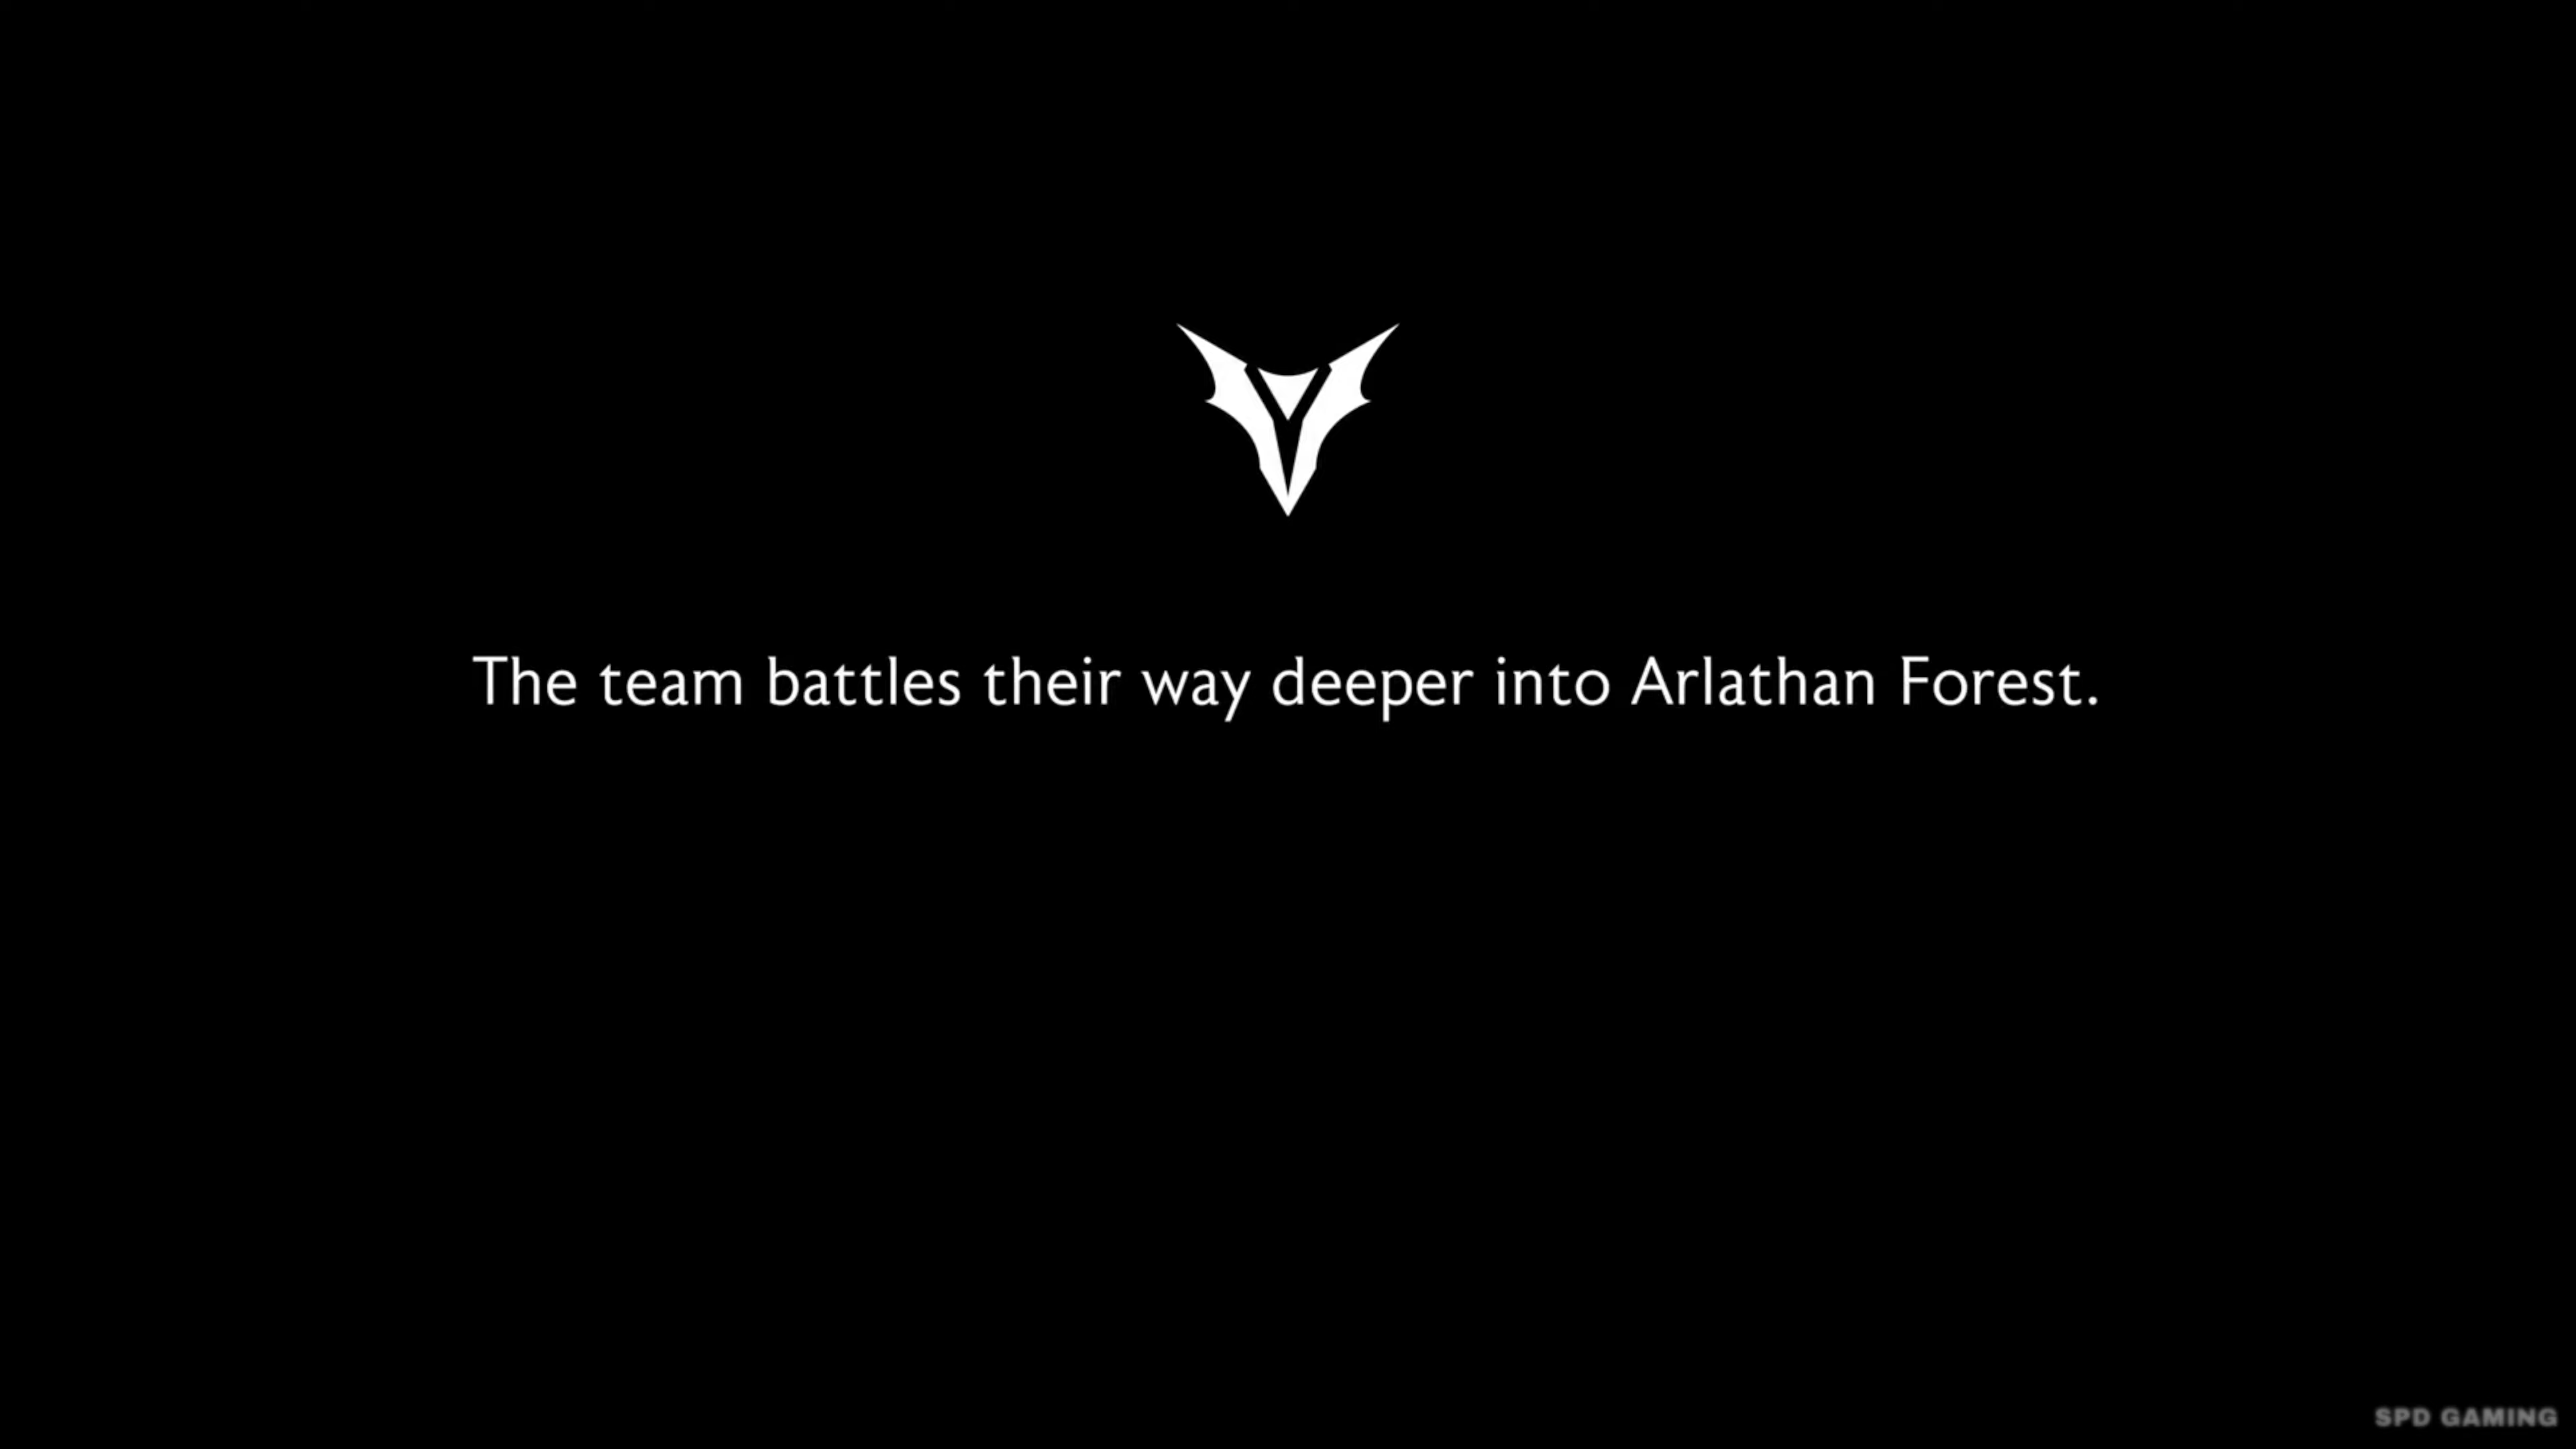 The team battles their way deeper into Arlathan Forest.
SPD GAMING